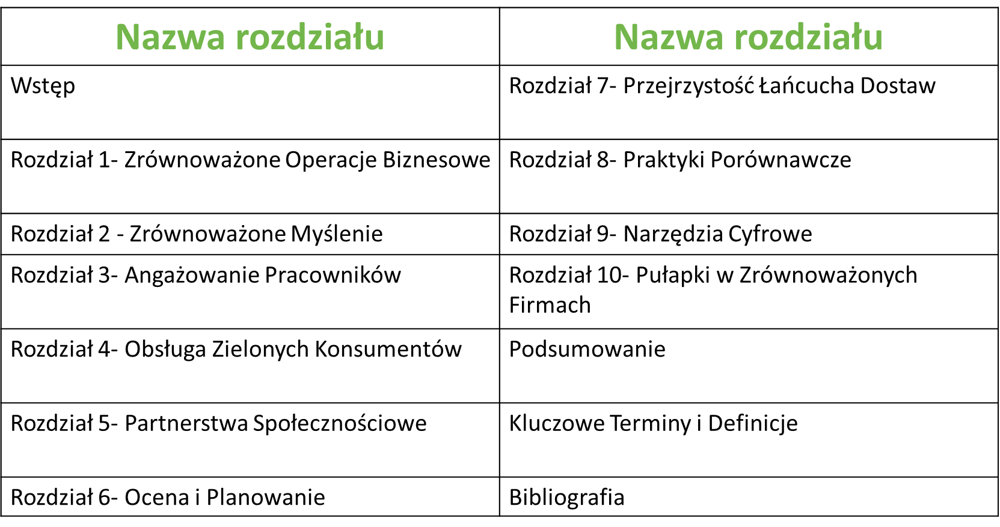 Nazwa rozdziału
Nazwa rozdziału
Wstęp
Rozdział 7- Przejrzystość Łańcucha Dostaw
Rozdział 1- Zrównoważone Operacje Biznesowe
Rozdział 8- Praktyki Porównawcze
Rozdział 2 - Zrównoważone Myślenie
Rozdział 9- Narzędzia Cyfrowe
Rozdział 3- Angażowanie Pracowników
Rozdział 10- Pułapki w Zrównoważonych
Firmach
Rozdział 4- Obsługa Zielonych Konsumentów
Podsumowanie
Rozdział 5- Partnerstwa Społecznościowe
Kluczowe Terminy i Definicje
Rozdział 6- Ocena i Planowanie
Bibliografia